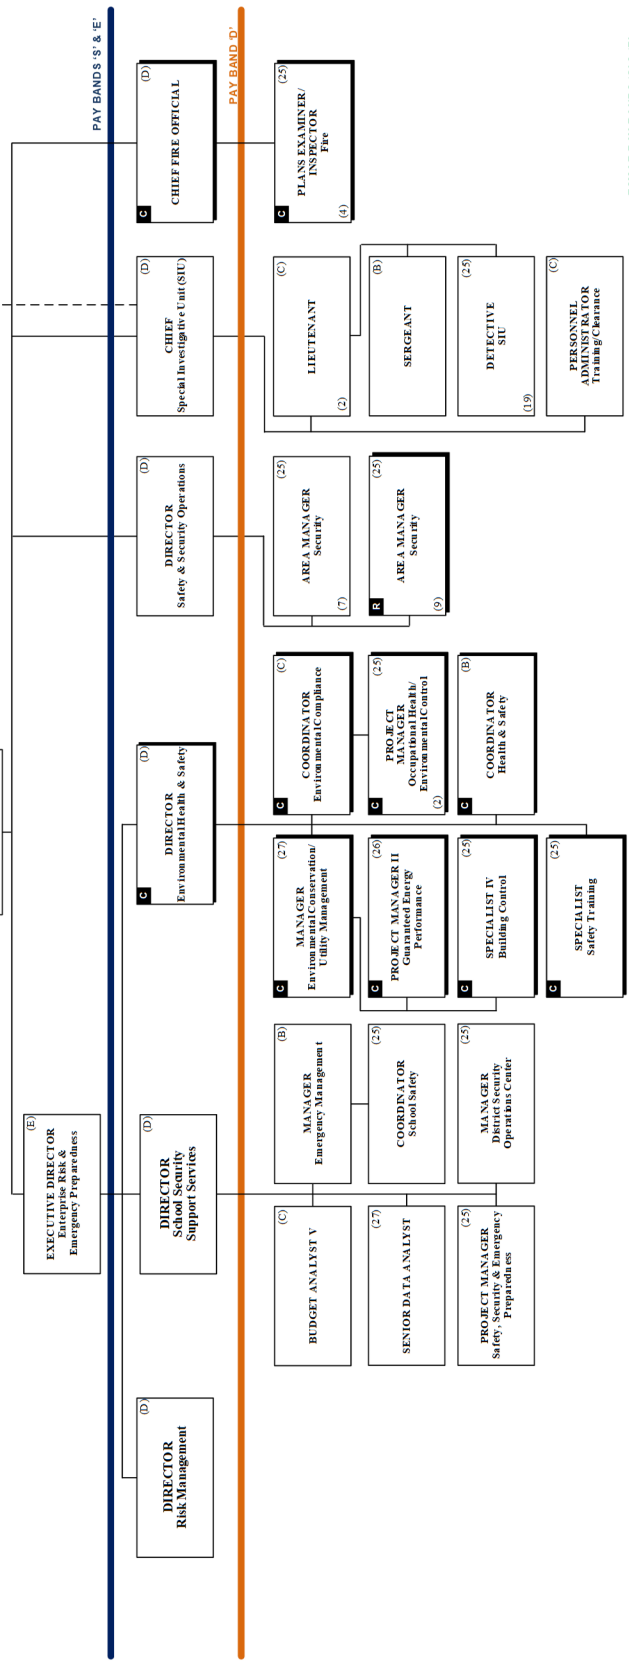 (E)
EXECUTIVE DIRECTOR
Enterprise Risk &
Emergency Preparedness
PAY BANDS 'S' & 'E'
(D)
DIRECTOR
Risk Management
(D)
DIRECTOR
School Security
Support Services
(D)
DIRECTOR
Environmental Health & Safety
C
(D)
DIRECTOR
Safety & Security Operations
(D)
CHIEF
Special Investigative Unit (SIU)
(D)
CHIEF FIRE OFFICIAL
C
PAY BAND 'D'
(C)
BUDGET ANALYST V
(B)
MANAGER
Emergency Management
(27)
MANAGER
Environmental Conservation/
Utility Management
C
(C)
COORDINATOR
Environmental Compliance
C
(25)
AREA MANAGER
Security
(7)
(C)
LIEUTENANT
(2)
(25)
PLANS EXAMINER/
INSPECTOR
Fire
C
(4)
(27)
SENIOR DATA ANALYST
(25)
COORDINATOR
School Safety
(26)
PROJECT MANAGER II
Guaranteed Energy
Performance
C
(25)
PROJECT
MANAGER
Occupational Health/
Environmental Control
C
(2)
(25)
AREA MANAGER
Security
R
(9)
(B)
SERGEANT
(25)
PROJECT MANAGER
Safety, Security & Emergency
Preparedness
(25)
MANAGER
District Security
Operations Center
(25)
SPECIALIST IV
Building Control
C
(B)
COORDINATOR
Health & Safety
C
(25)
DETECTIVE
SIU
(19)
(25)
SPECIALIST
Safety Training
C
(C)
PERSONNEL
ADMINISTRATOR
Training/Clearance